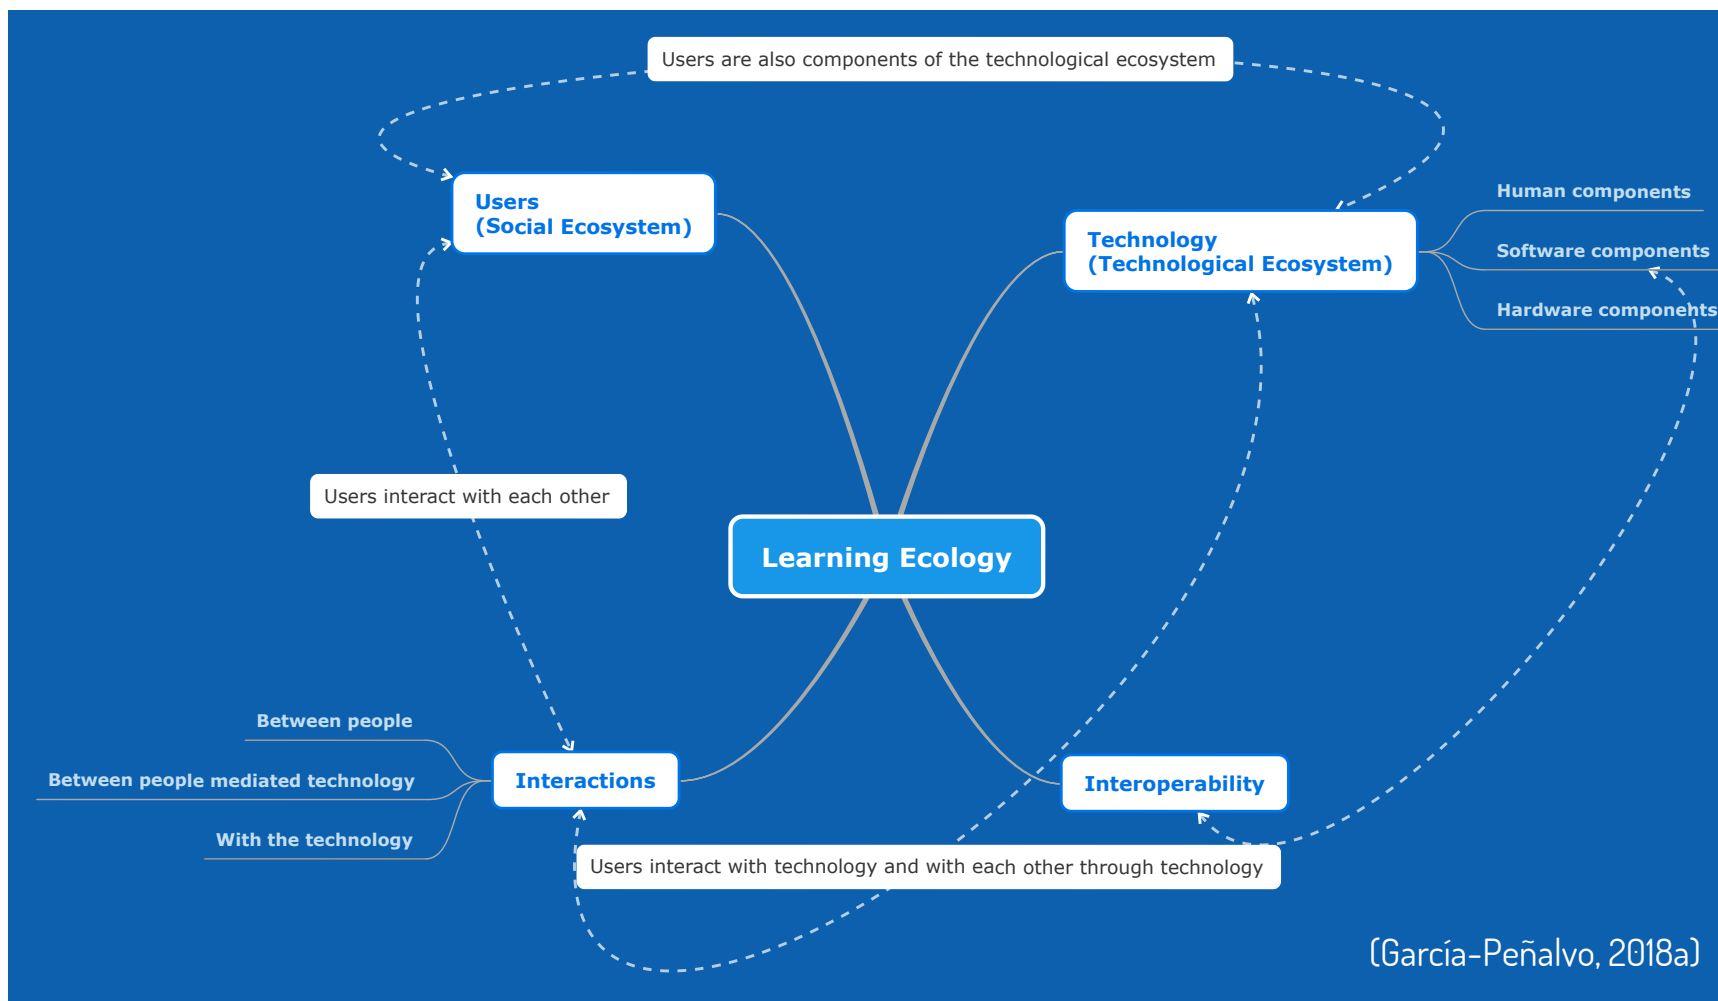 Users are also components of the technological ecosystem
Users
(Social Ecosystem)
Technology
(Technological Ecosystem)
Human components
Software components
Hardware components
Users interact with each other
Learning Ecology
Between people
Between people mediated technology
With the technology
Interactions
Interoperability
Users interact with technology and with each other through technology
(García-Peñalvo, 2018a)